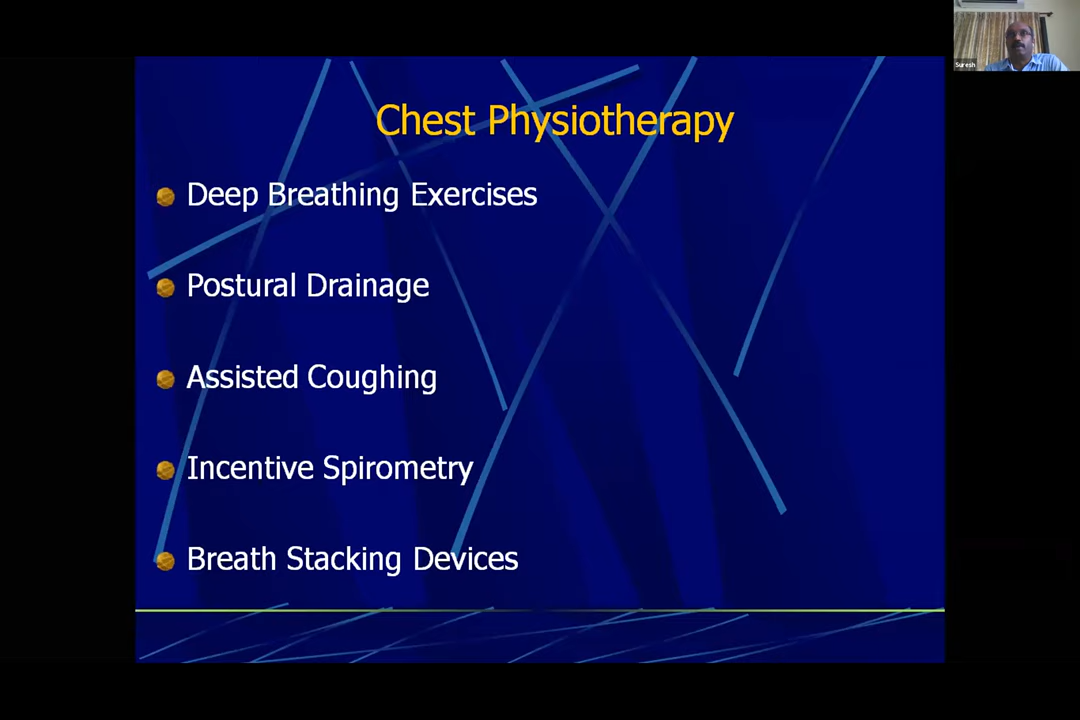 Suresh
Chest Physiotherapy
Deep Breathing Exercises
Postural Drainage
Assisted Coughing
Incentive Spirometry
Breath Stacking Devices